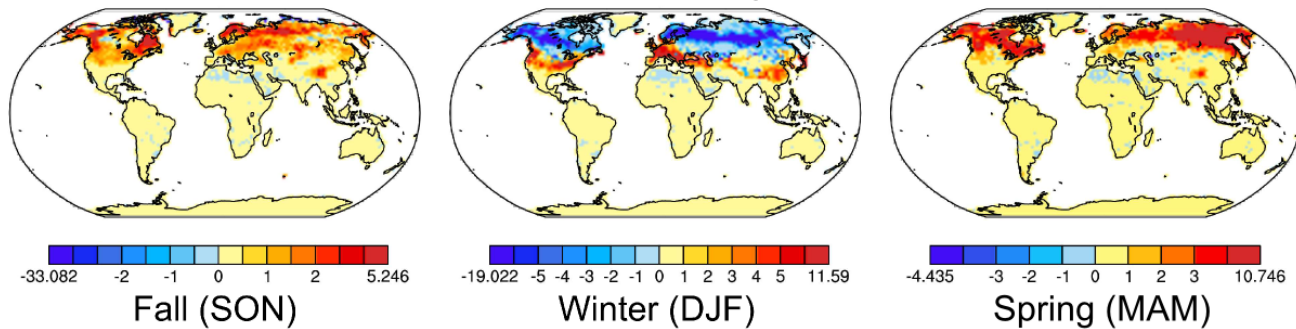 -33.082 -2 -1 0 1 2 5.246
Fall (SON)
-19.022 -5 -4 -3 -2 -1 0 1 2 3 4 5 11.59
Winter (DJF)
-4.435 -3 -2 -1 0 1 2 3 10.746
Spring (MAM)